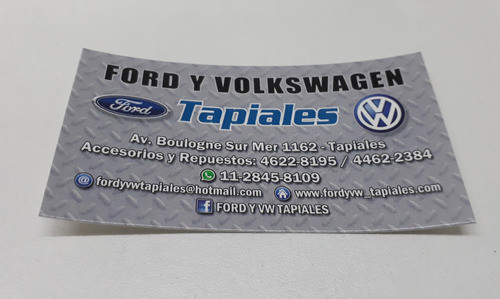 FORD Y VOLKSWAGEN
Ford Tapiales
Av. Boulogne Sur Mer 1162 - Tapiales
Accesorios y Repuestos: 4622-8195 / 4462-2384
11-2845-8109
@ fordyvwtapiales@hotmail.com www.fordyvw_tapiales.com
f FORD Y VW TAPIALES